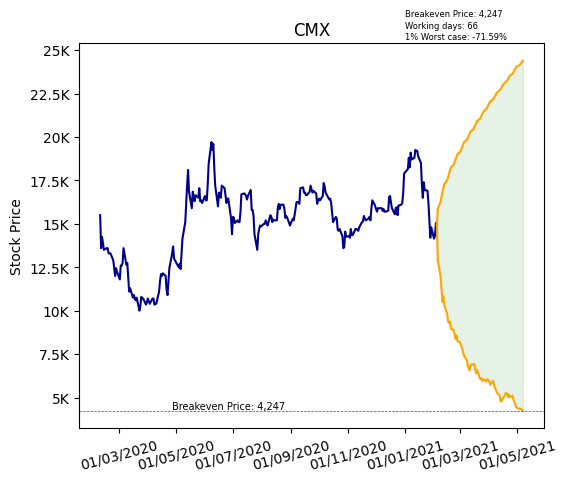 Breakeven Price: 4,247
Working days: 66
1% Worst case: -71.59%
CMX
25K
22.5K
20K
17.5K
15K
12.5K
10K
7.5K
5K
Stock Price
Breakeven Price: 4,247
01/03/2020
01/05/2020
01/07/2020
01/09/2020
01/11/2020
01/01/2021
01/03/2021
01/05/2021